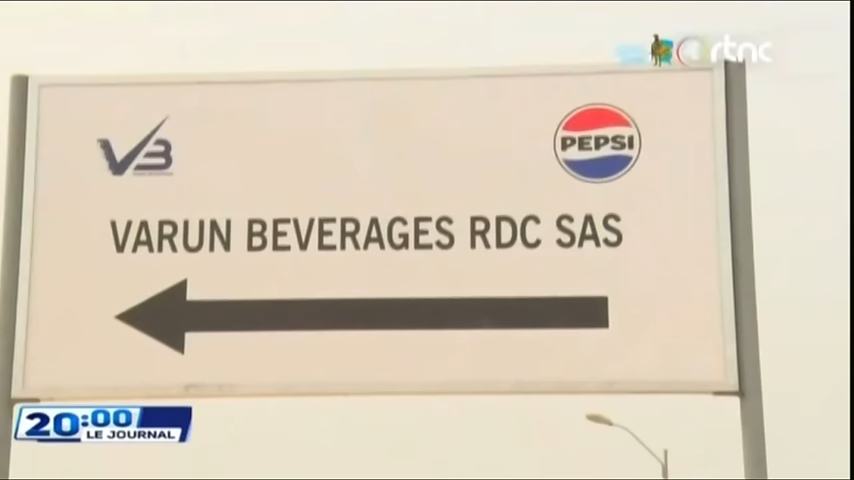 rtnc
VB
PEPSI
VARUN BEVERAGES RDC SAS
20:00
LE JOURNAL